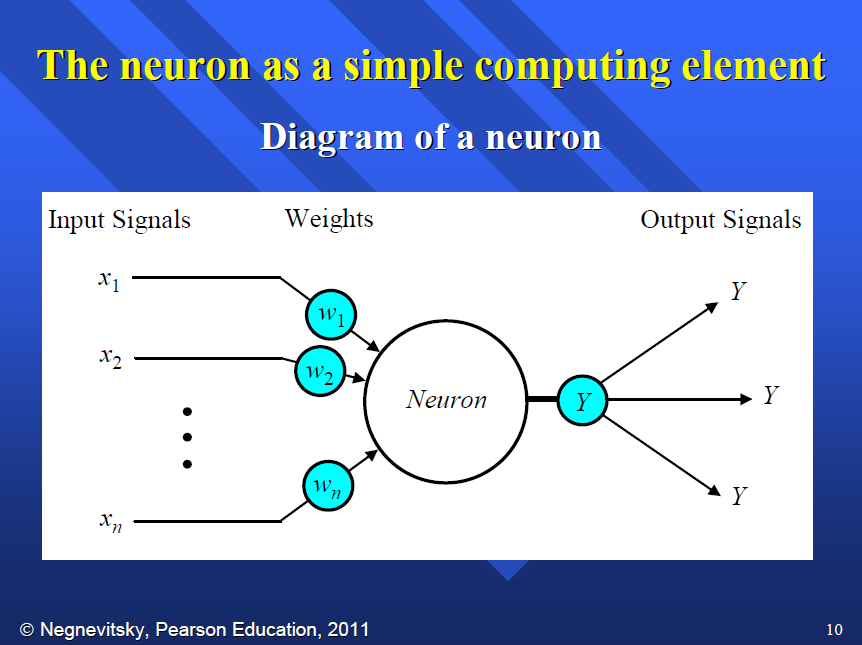 The neuron as a simple computing element
Diagram of a neuron
Input Signals Weights Output Signals
x1
w1
Y
x2
w2
Neuron
Y
Y
wn
Y
xn
© Negnevitsky, Pearson Education, 2011
10